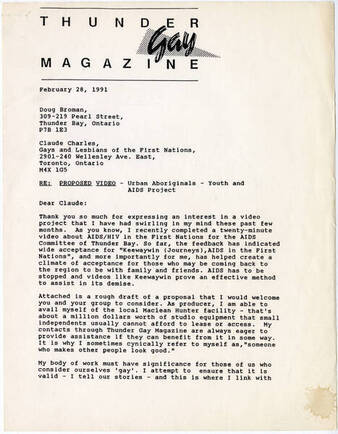 THUNDER
Gay
MAGAZINE
February 28, 1991
Doug Broman,
309-219 Pearl Street,
Thunder Bay, Ontario
P7B 1E3
Claude Charles,
Gays and Lesbians of the First Nations,
2901-240 Wellesley Ave. East,
Toronto, Ontario
M4X 1G5
RE: PROPOSED VIDEO - Urban Aboriginals - Youth and
AIDS Project
Dear Claude:
Thank you so much for expressing an interest in a video
project that I have had swirling in my mind these past few
months. As you know, I recently completed a twenty-minute
video about AIDS/HIV in the First Nations for the AIDS
Committee of Thunder Bay. So far, the feedback has indicated
wide acceptance for "Keewaywin (Journeys),AIDS in the First
Nations", and more importantly for me, has helped create a
climate of acceptance for those who may be coming back to
the region to be with family and friends. AIDS has to be
stopped and videos like Keewaywin prove an effective method
to assist in its demise.
Attached is a rough draft of a proposal that I would welcome
you and your group to consider. As producer, I am able to
avail myself of the local Maclean Hunter facility - that's
about a million dollars worth of studio equipment that small
independents usually cannot afford to lease or access. My
contacts through Thunder Gay Magazine are always eager to
provide assistance if they can benefit from it in some way.
It is why I sometimes cynically refer to myself as,"someone
who makes other people look good."
My body of work must have significance for those of us who
consider ourselves 'gay'. I attempt to ensure that it is
valid - I tell our stories - and this is where I link with